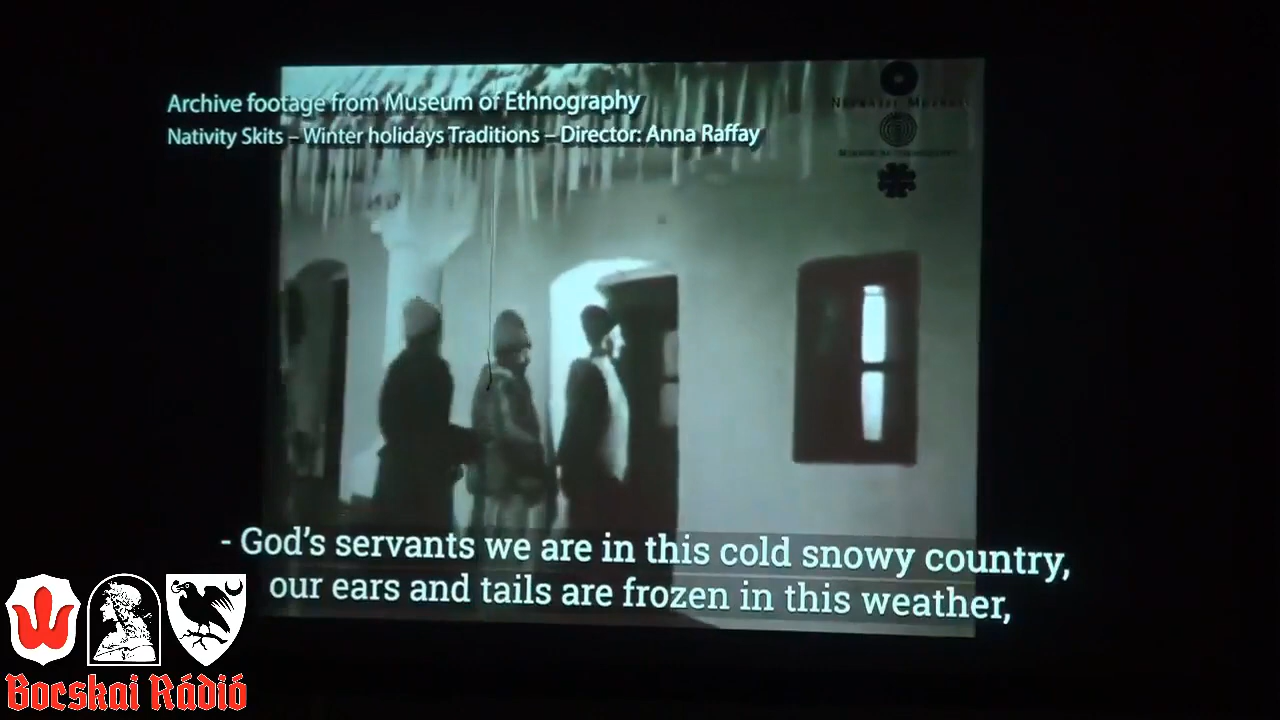 Archive footage from Museum of Ethnography
Nativity Skits – Winter holidays Traditions – Director: Anna Raffay
- God's servants we are in this cold snowy country,
our ears and tails are frozen in this weather,
Bocskai Rádió